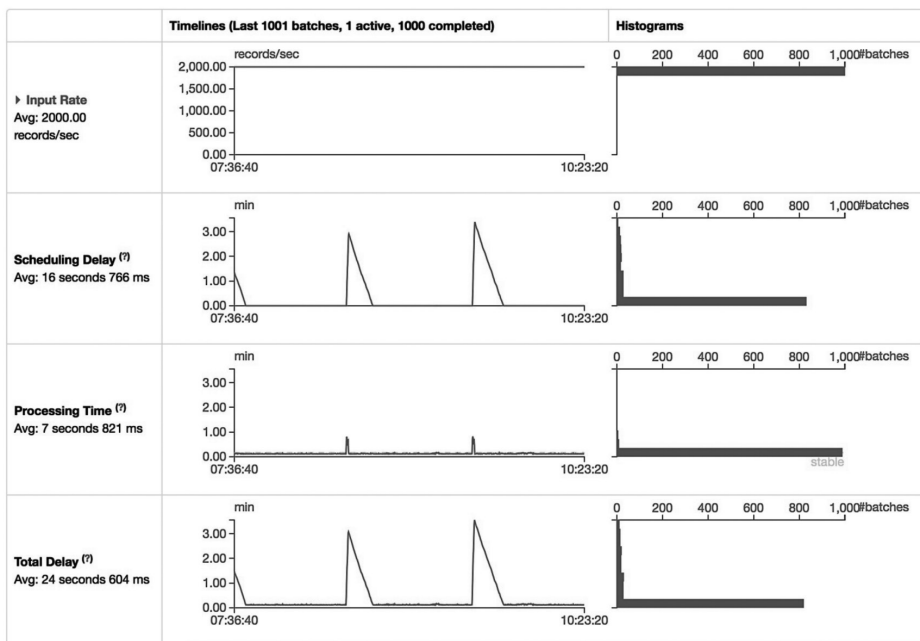 Timelines (Last 1001 batches, 1 active, 1000 completed)
Histograms
▸ Input Rate
Avg: 2000.00
records/sec
records/sec
2,000.00
1,500.00
1,000.00
500.00
0.00
07:36:40 10:23:20
0 200 400 600 800 1,000 #batches
Scheduling Delay (?)
Avg: 16 seconds 766 ms
min
3.00
2.00
1.00
0.00
07:36:40 10:23:20
0 200 400 600 800 1,000 #batches
Processing Time (?)
Avg: 7 seconds 821 ms
min
3.00
2.00
1.00
0.00
07:36:40 10:23:20
0 200 400 600 800 1,000 #batches
stable
Total Delay (?)
Avg: 24 seconds 604 ms
min
3.00
2.00
1.00
0.00
07:36:40 10:23:20
0 200 400 600 800 1,000 #batches